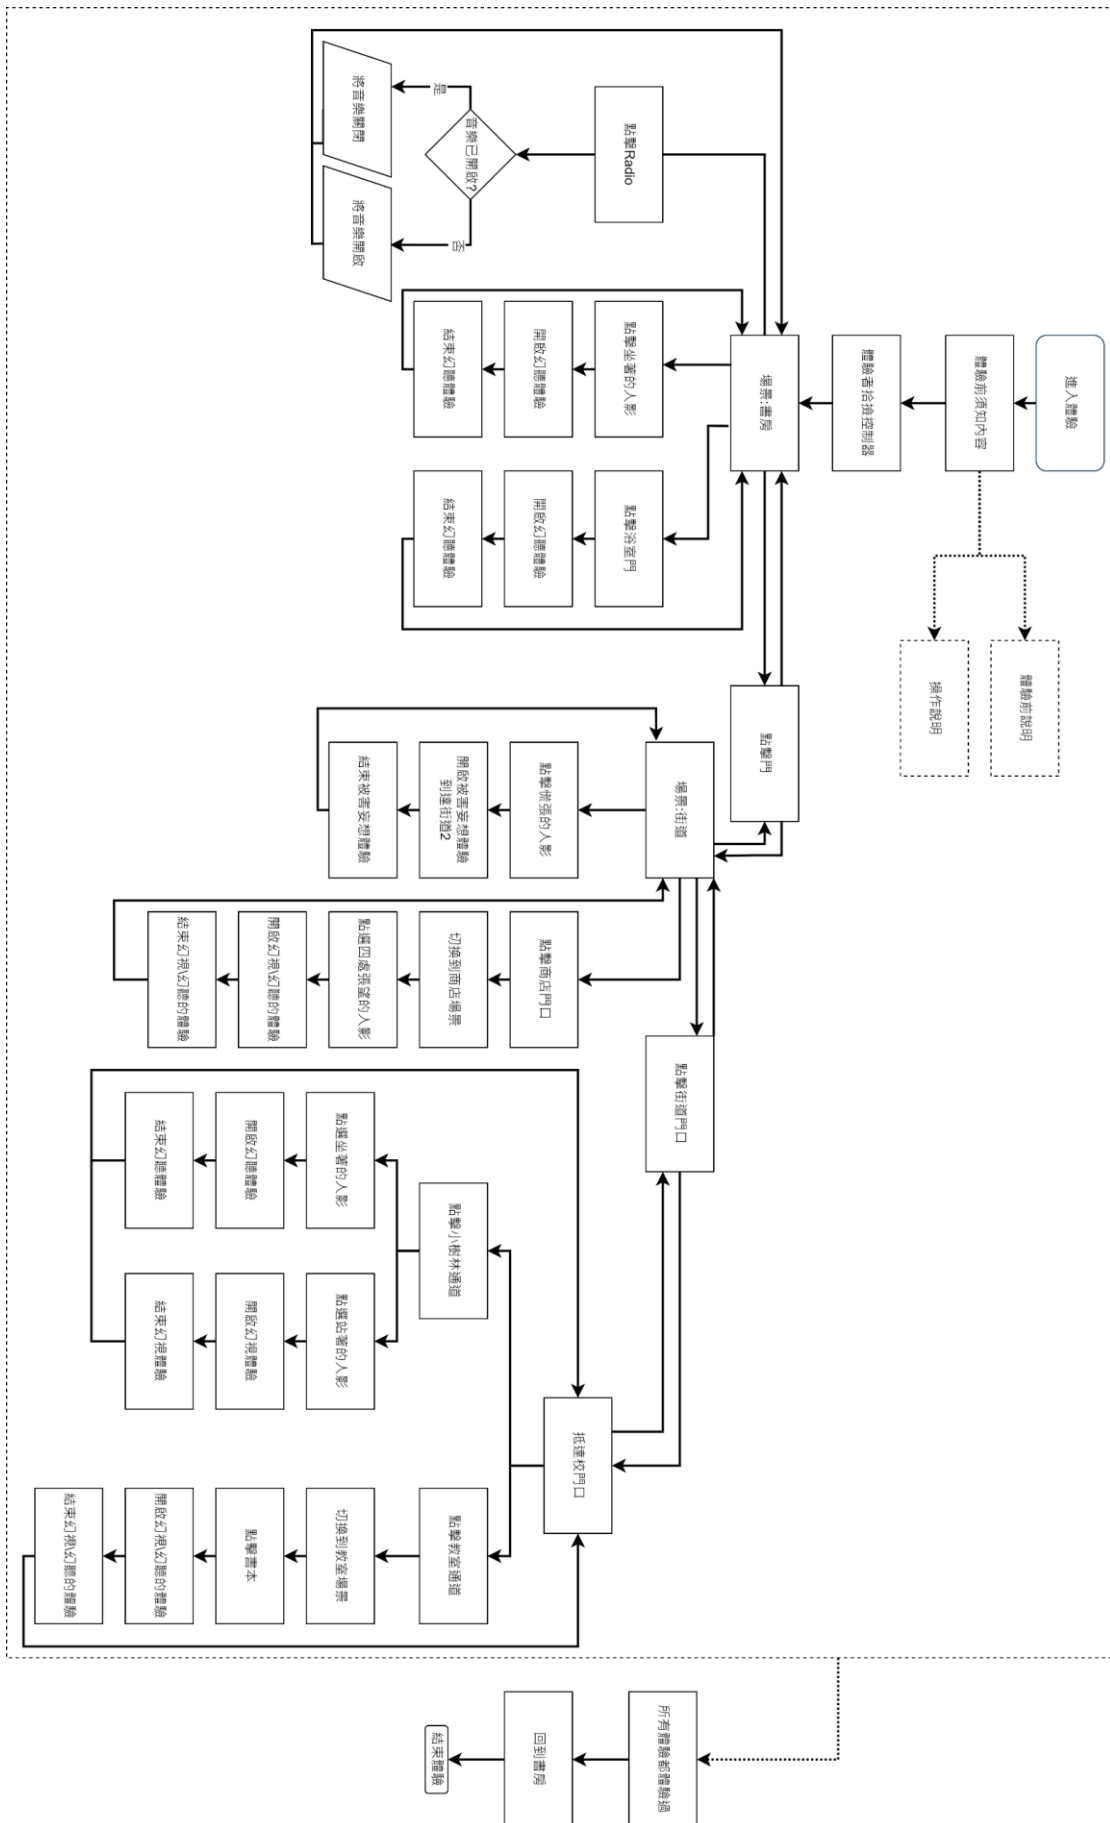 進入體驗
體驗前須知內容
體驗前說明
操作說明
體驗者拾撿控制器
場景:書房
點擊Radio
音樂已開啟?
是
否
將音樂關閉
將音樂開啟
點擊坐著的人影
開啟幻聽體驗
結束幻聽體驗
點擊浴室門
開啟幻聽體驗
結束幻聽體驗
點擊門
場景:街道
點擊慌張的人影
開啟被害妄想體驗
到達街道2
結束被害妄想體驗
點擊商店門口
切換到商店場景
點選四處張望的人影
開啟幻視\幻聽的體驗
結束幻視\幻聽的體驗
點擊街道門口
抵達校門口
點擊小樹林通道
點選坐著的人影
開啟幻聽體驗
結束幻聽體驗
點選站著的人影
開啟幻視體驗
結束幻視體驗
點擊教室通道
切換到教室場景
點擊書本
開啟幻視\幻聽的體驗
結束幻視\幻聽的體驗
所有體驗都體驗過
回到書房
結束體驗